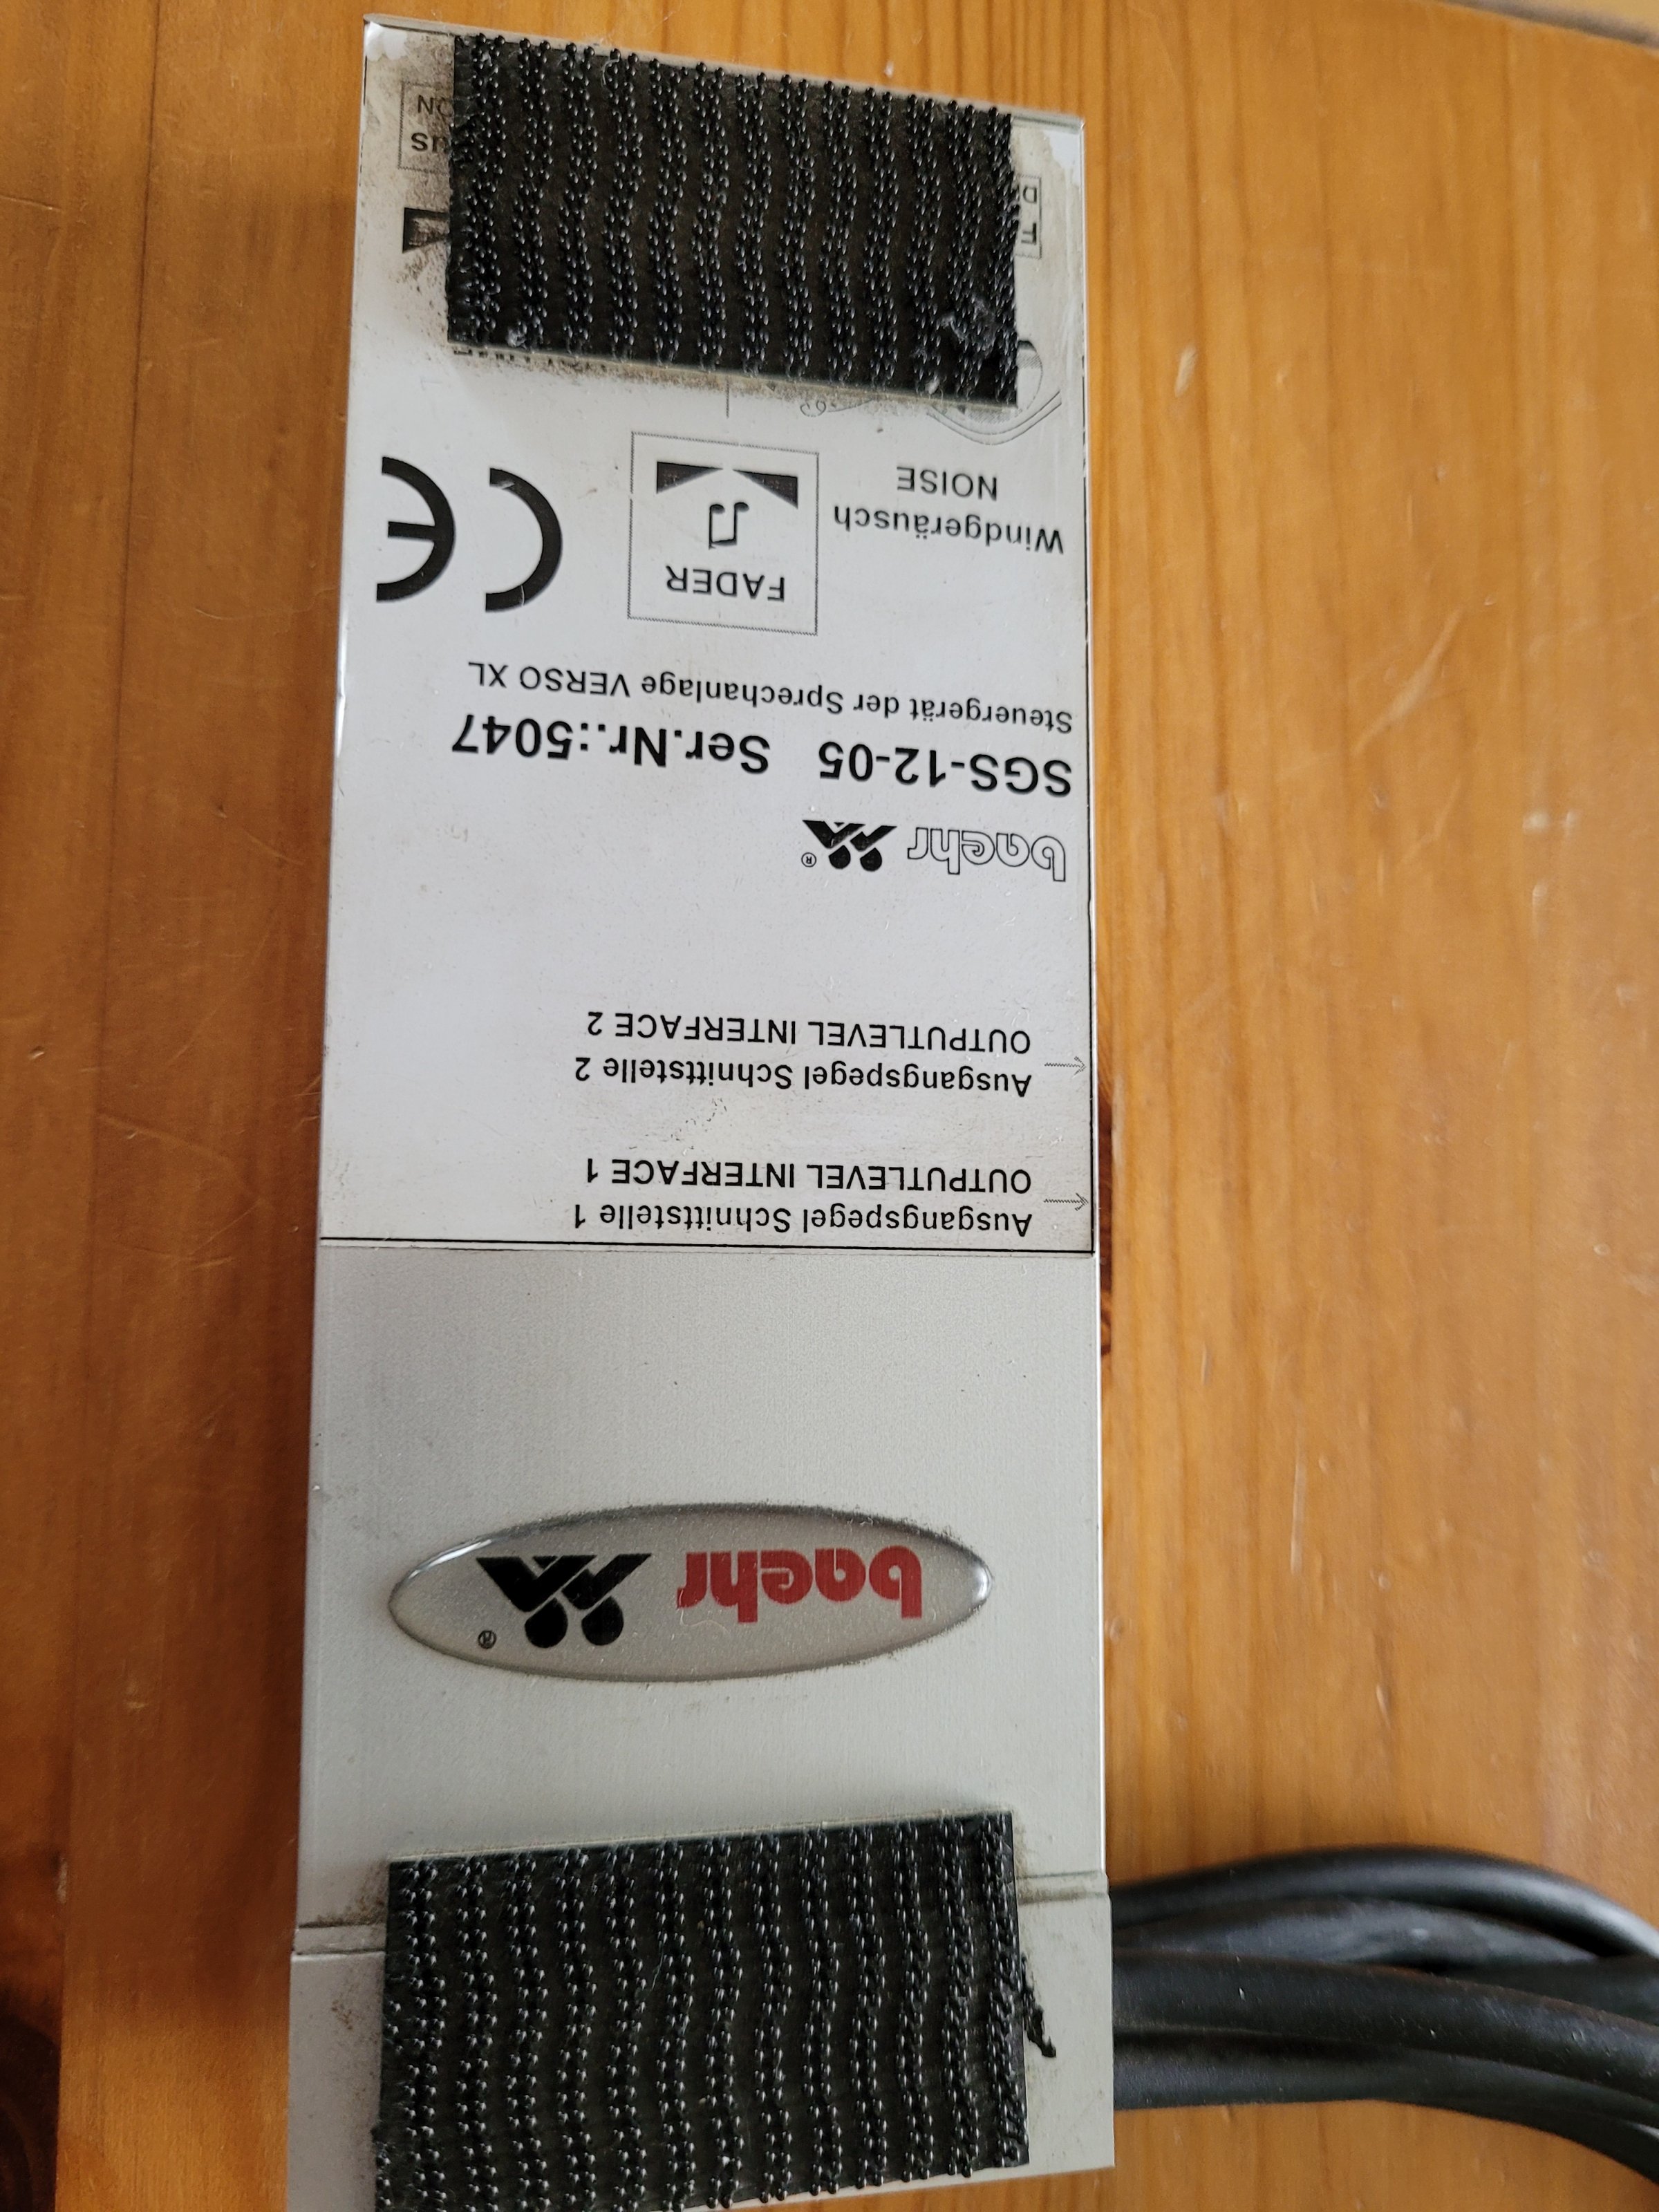 baehr ®
Ausgangspegel Schnittstelle 1
OUTPUTLEVEL INTERFACE 1
Ausgangspegel Schnittstelle 2
OUTPUTLEVEL INTERFACE 2
baehr ®
SGS-12-05 Ser.Nr.:5047
Steuergerät der Sprechanlage VERSO XL
FADER
Windgeräusch
NOISE
CE